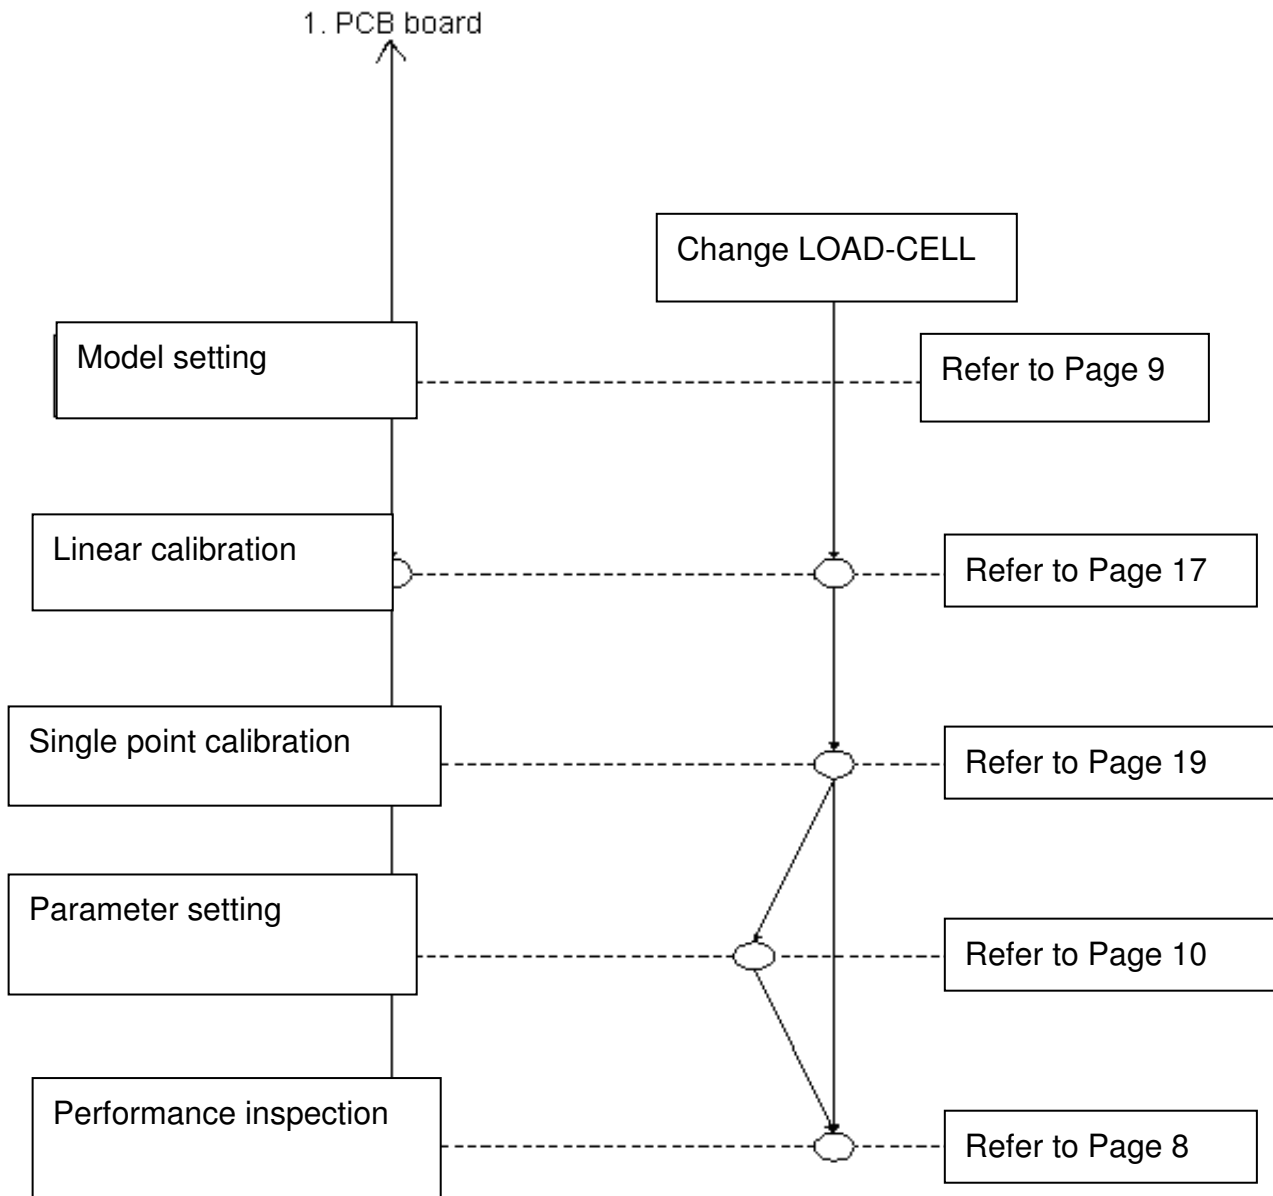 1. PCB board
Change LOAD-CELL
Model setting
Refer to Page 9
Linear calibration
Refer to Page 17
Single point calibration
Refer to Page 19
Parameter setting
Refer to Page 10
Performance inspection
Refer to Page 8